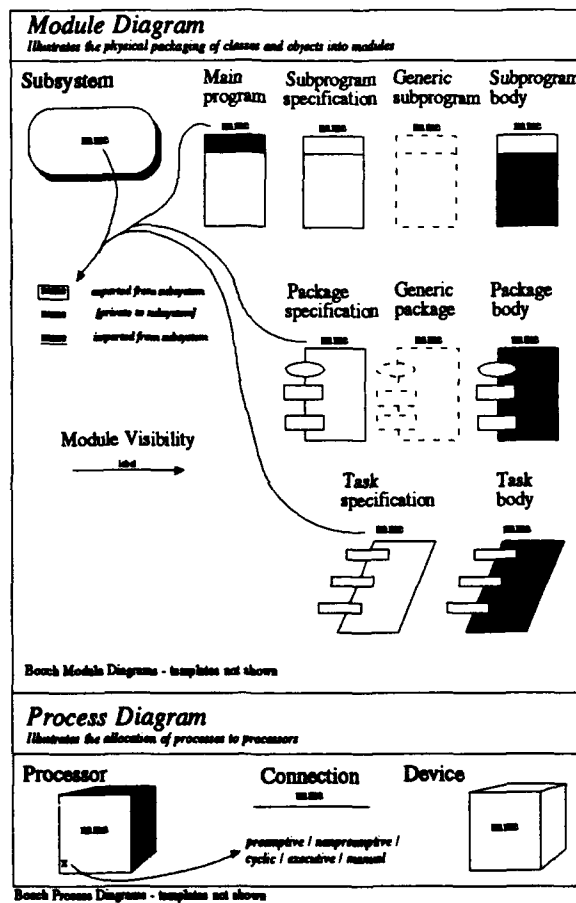 Module Diagram
Illustrates the physical packaging of classes and objects into modules
Subsystem
Main program
Subprogram specification
Generic subprogram
Subprogram body
name
name
name
name
name
name
exported from subsystem
name
[private to subsystem]
name
imported from subsystem
Package specification
Generic package
Package body
name
name
name
Module Visibility
label
Task specification
Task body
name
name
Booch Module Diagrams - templates not shown
Process Diagram
Illustrates the allocation of processes to processors
Processor
Connection
Device
name
name
name
preemptive / nonpreemptive /
cyclic / executive / manual
Booch Process Diagrams - templates not shown